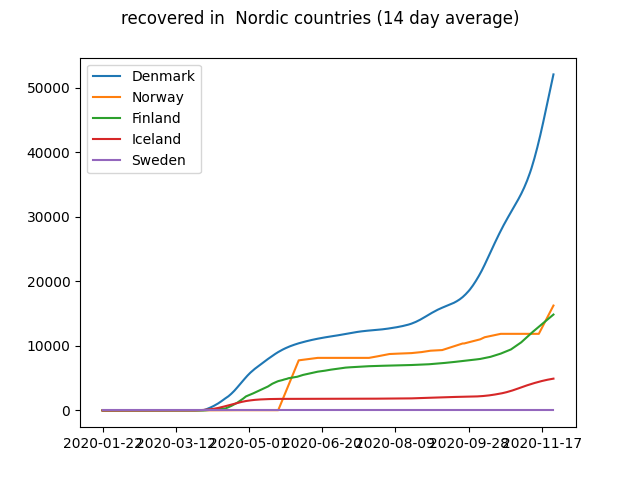 recovered in  Nordic countries (14 day average)
Denmark
Norway
Finland
Iceland
Sweden
50000
40000
30000
20000
10000
0
2020-01-22 2020-03-12 2020-05-01 2020-06-20 2020-08-09 2020-09-28 2020-11-17